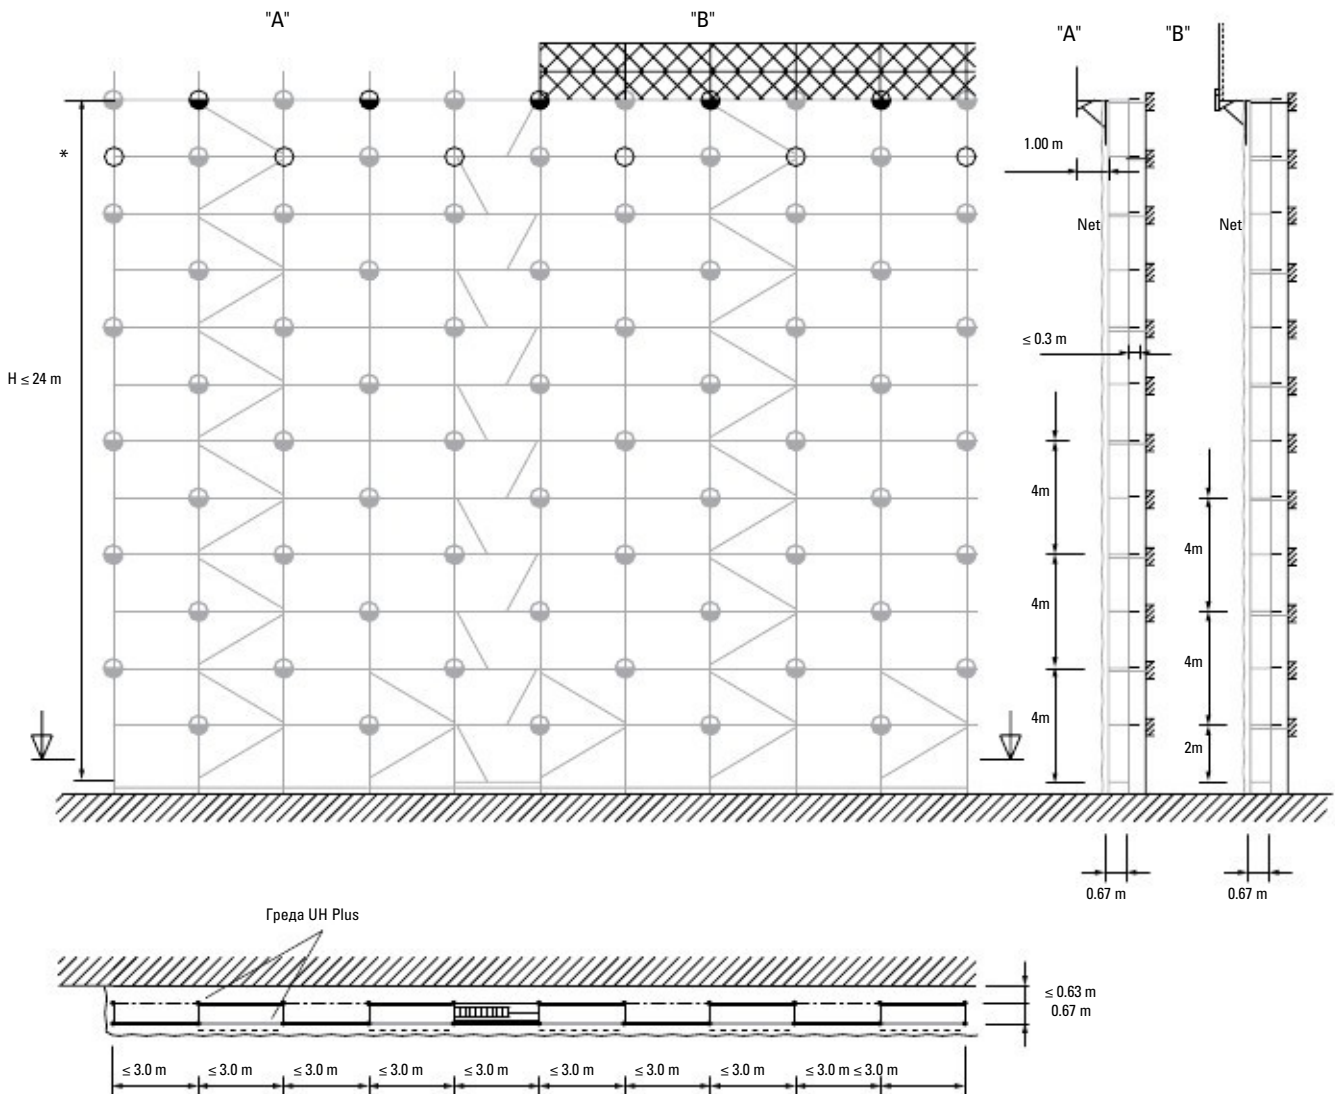 "A"
"B"
"A"
"B"
*
1.00 m
Net
Net
≤ 0.3 m
H ≤ 24 m
4m
4m
4m
4m
4m
2m
0.67 m
0.67 m
Греда UH Plus
≤ 0.63 m
0.67 m
≤ 3.0 m
≤ 3.0 m
≤ 3.0 m
≤ 3.0 m
≤ 3.0 m
≤ 3.0 m
≤ 3.0 m
≤ 3.0 m
≤ 3.0 m ≤ 3.0 m